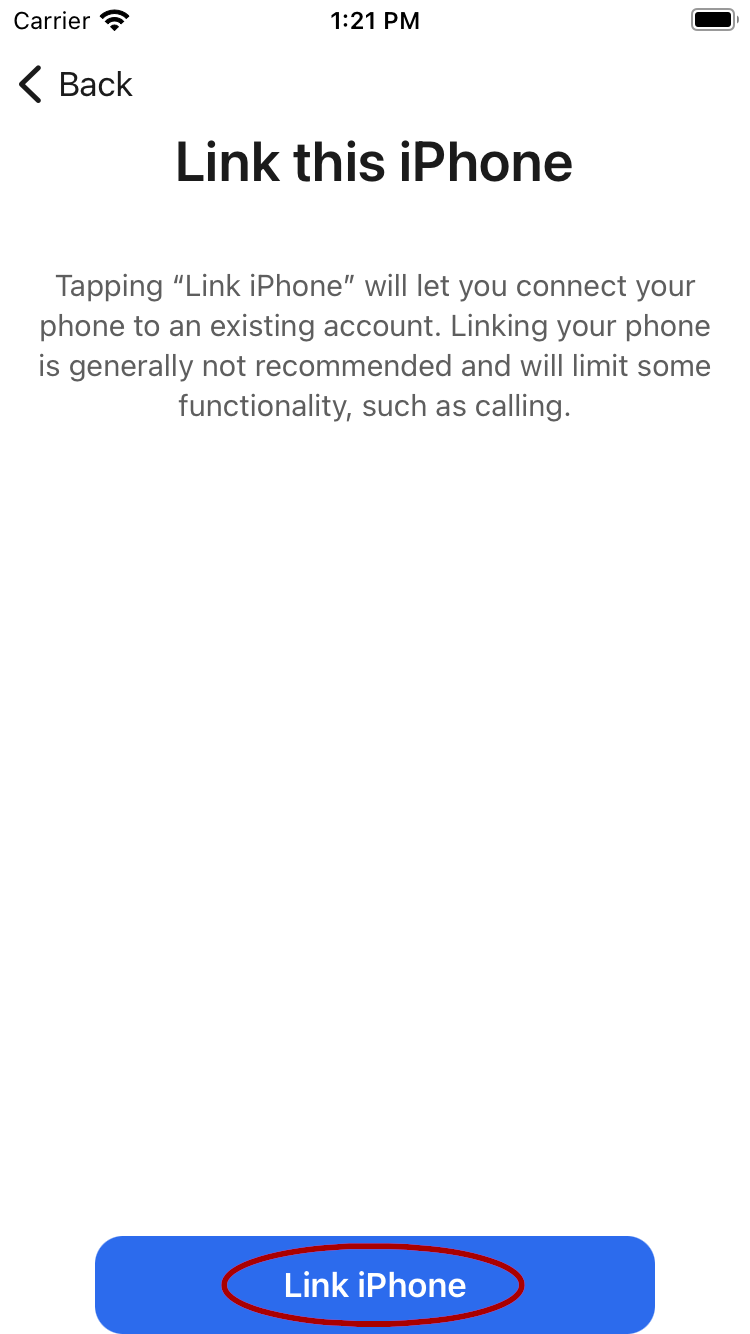 Carrier 1:21 PM
Back
Link this iPhone
Tapping “Link iPhone” will let you connect your
phone to an existing account. Linking your phone
is generally not recommended and will limit some
functionality, such as calling.
Link iPhone